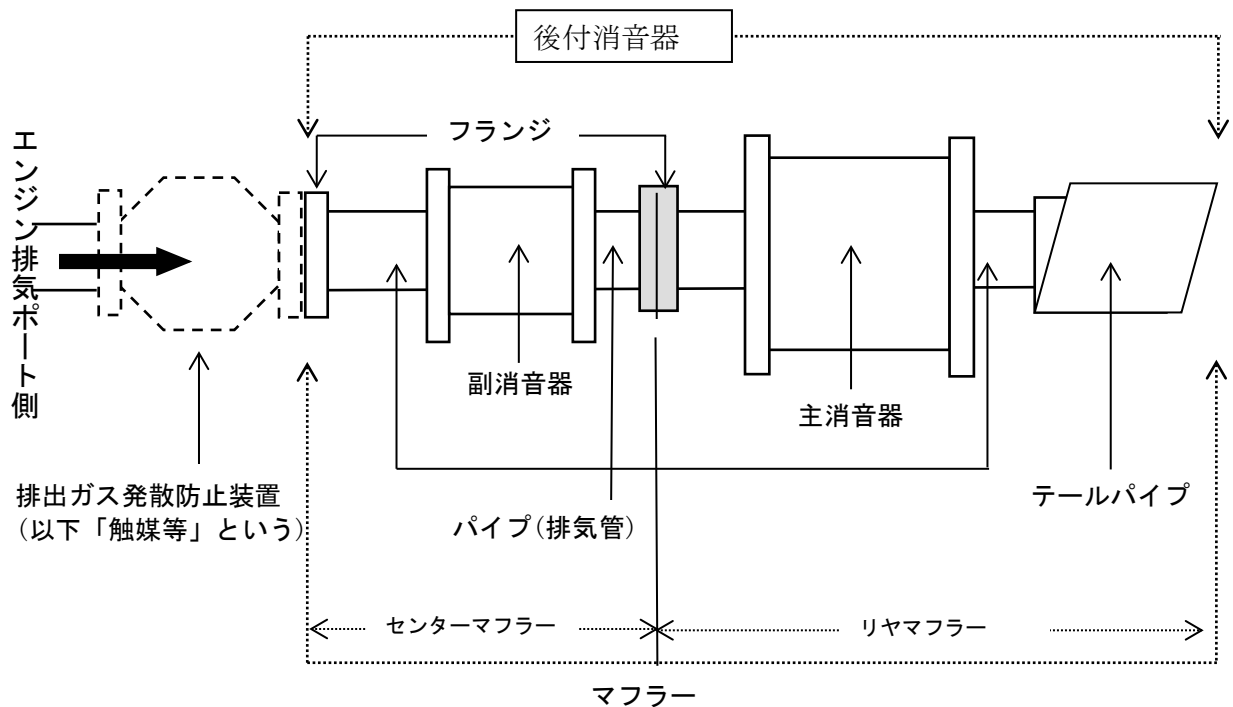 後付消音器
フランジ
エンジン排気ポート側
副消音器
主消音器
排出ガス発散防止装置
(以下「触媒等」という)
パイプ(排気管)
テールパイプ
センターマフラー
リヤマフラー
マフラー